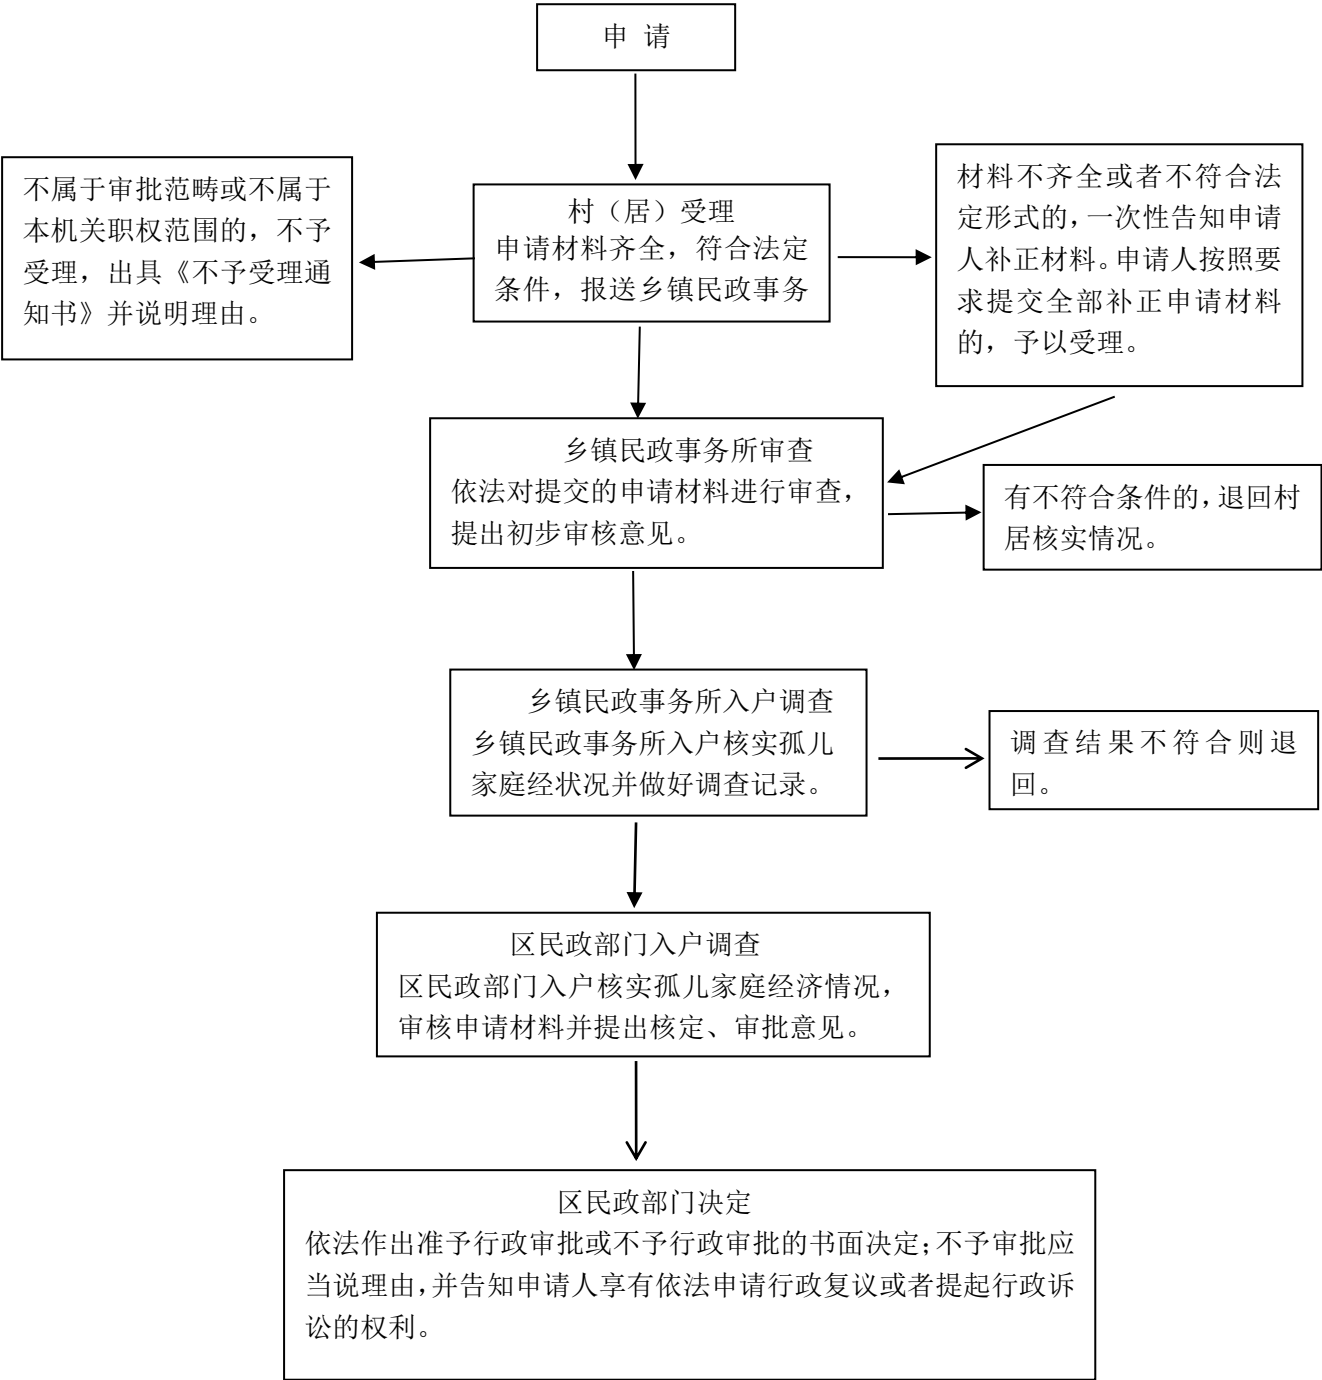 申 请
不属于审批范畴或不属于
本机关职权范围的，不予
受理，出具《不予受理通
知书》并说明理由。
村（居）受理
申请材料齐全，符合法定
条件，报送乡镇民政事务
材料不齐全或者不符合法
定形式的，一次性告知申请
人补正材料。申请人按照要
求提交全部补正申请材料
的，予以受理。
乡镇民政事务所审查
依法对提交的申请材料进行审查，
提出初步审核意见。
有不符合条件的，退回村
居核实情况。
乡镇民政事务所入户调查
乡镇民政事务所入户核实孤儿
家庭经状况并做好调查记录。
调查结果不符合则退
回。
区民政部门入户调查
区民政部门入户核实孤儿家庭经济情况，
审核申请材料并提出核定、审批意见。
区民政部门决定
依法作出准予行政审批或不予行政审批的书面决定；不予审批应
当说理由，并告知申请人享有依法申请行政复议或者提起行政诉
讼的权利。